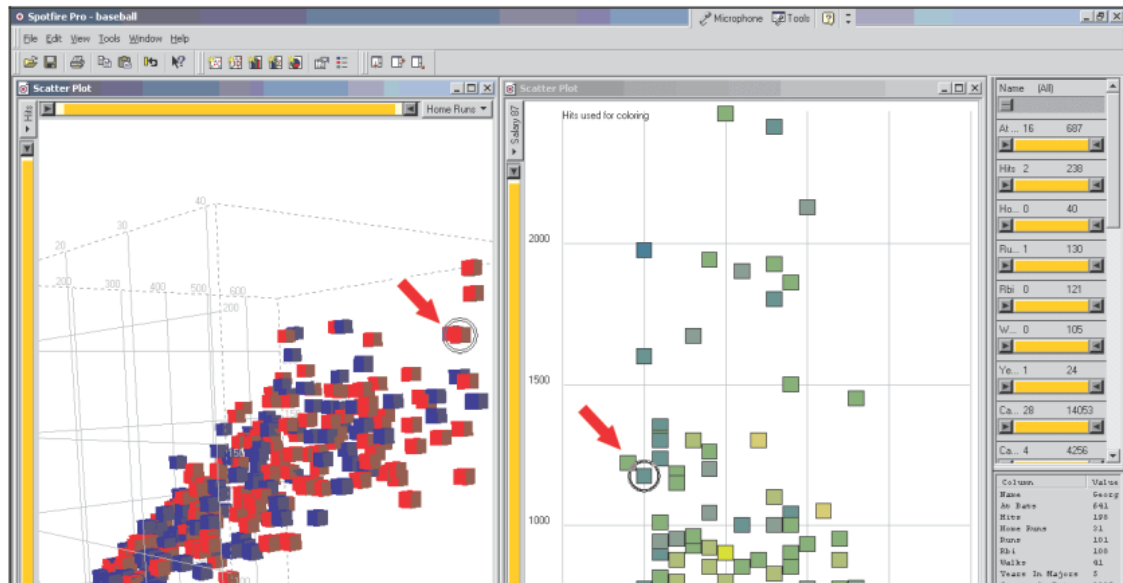 Spotfire Pro - baseball
Microphone Tools
File Edit View Tools Window Help
Scatter Plot
Hits
Home Runs
40
30
20
200 300 400 500 600
200
150
Scatter Plot
Salary 87
Hits used for coloring
2000
1500
1000
Name (All)
At... 16 687
Hits 2 238
Ho... 0 40
Ru... 1 130
Rbi 0 121
W... 0 105
Ye... 1 24
Ca... 28 14053
Ca... 4 4256
Column Value
Name Georg
At Bats 641
Hits 198
Home Runs 31
Runs 101
Rbi 108
Walks 41
Years In Majors 5